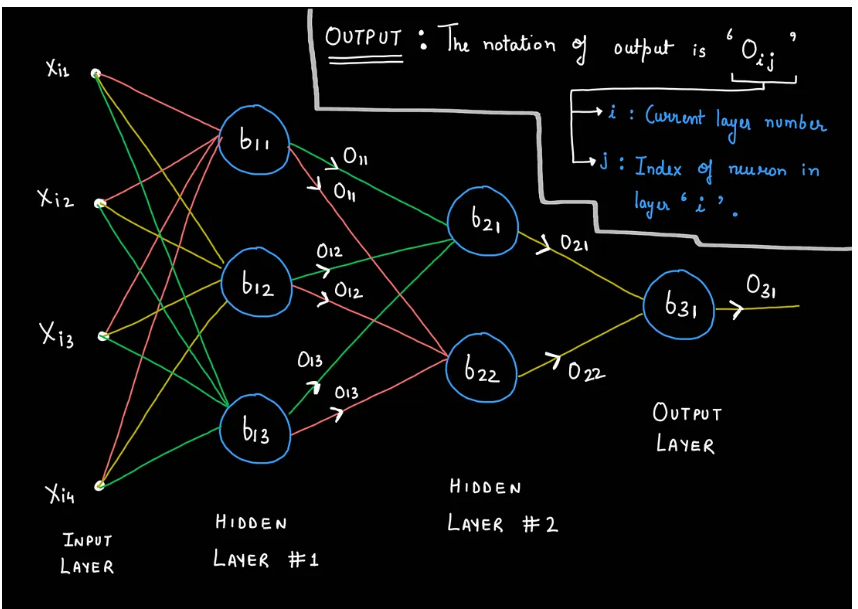 OUTPUT : The notation of output is ‘Oij’
i : Current layer number
j : Index of neuron in
layer ‘i’.
Xi1
Xi2
Xi3
Xi4
b11
b12
b13
O11
O11
O12
O12
O13
O13
b21
b22
O21
O22
b31
O31
INPUT
LAYER
HIDDEN
LAYER #1
HIDDEN
LAYER #2
OUTPUT
LAYER